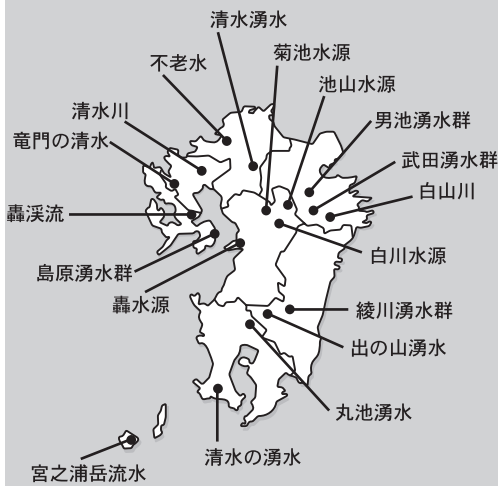 清水湧水
菊池水源
不老水
池山水源
清水川
男池湧水群
竜門の清水
武田湧水群
白山川
轟渓流
白川水源
島原湧水群
轟水源
綾川湧水群
出の山湧水
丸池湧水
清水の湧水
宮之浦岳流水